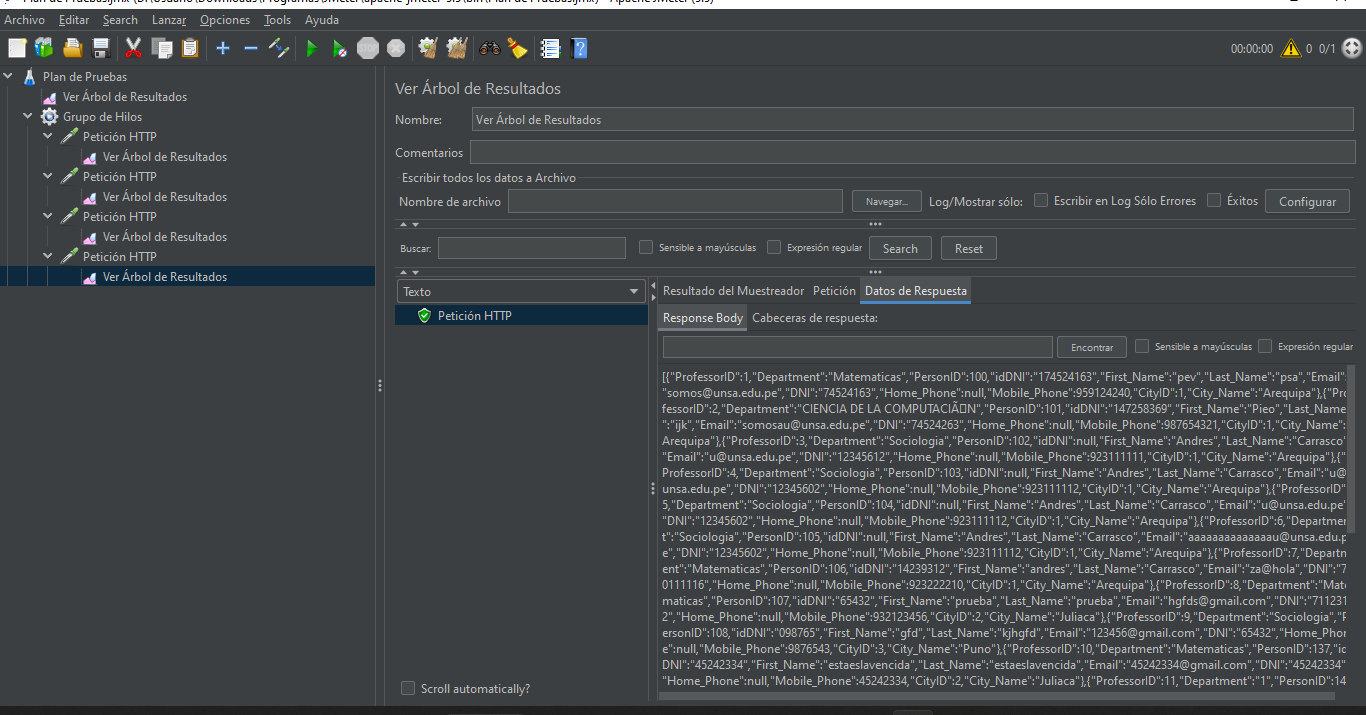 Archivo Editar Search Lanzar Opciones Tools Ayuda
00:00:00 0 0/1
Plan de Pruebas
Ver Árbol de Resultados
Grupo de Hilos
Petición HTTP
Ver Árbol de Resultados
Petición HTTP
Ver Árbol de Resultados
Petición HTTP
Ver Árbol de Resultados
Petición HTTP
Ver Árbol de Resultados
Ver Árbol de Resultados
Nombre: Ver Árbol de Resultados
Comentarios
Escribir todos los datos a Archivo
Nombre de archivo Navegar... Log/Mostrar sólo: Escribir en Log Sólo Errores Éxitos Configurar
Buscar: Sensible a mayúsculas Expresión regular Search Reset
Texto
Petición HTTP
Scroll automatically?
Resultado del Muestreador Petición Datos de Respuesta
Response Body Cabeceras de respuesta:
Encontrar Sensible a mayúsculas Expresión regular
[{"ProfessorID":1,"Department":"Matematicas","PersonID":100,"idDNI":"174524163","First_Name":"pev","Last_Name":"psa","Email":
"somos@unsa.edu.pe","DNI":"74524163","Home_Phone":null,"Mobile_Phone":959124240,"CityID":1,"City_Name":"Arequipa"},{"Pr
fessorID":2,"Department":"CIENCIA DE LA COMPUTACIÃ�N","PersonID":101,"idDNI":"147258369","First_Name":"Pieo","Last_Name"
"ijk","Email":"somosau@unsa.edu.pe","DNI":"74524263","Home_Phone":null,"Mobile_Phone":987654321,"CityID":1,"City_Name":
Arequipa"},{"ProfessorID":3,"Department":"Sociologia","PersonID":102,"idDNI":null,"First_Name":"Andres","Last_Name":"Carrasco"
"Email":"u@unsa.edu.pe","DNI":"12345612","Home_Phone":null,"Mobile_Phone":923111111,"CityID":1,"City_Name":"Arequipa"},{"
ProfessorID":4,"Department":"Sociologia","PersonID":103,"idDNI":null,"First_Name":"Andres","Last_Name":"Carrasco","Email":"u@
unsa.edu.pe","DNI":"12345602","Home_Phone":null,"Mobile_Phone":923111112,"CityID":1,"City_Name":"Arequipa"},{"ProfessorID"
5,"Department":"Sociologia","PersonID":104,"idDNI":null,"First_Name":"Andres","Last_Name":"Carrasco","Email":"u@unsa.edu.pe"
"DNI":"12345602","Home_Phone":null,"Mobile_Phone":923111112,"CityID":1,"City_Name":"Arequipa"},{"ProfessorID":6,"Departmen
t":"Sociologia","PersonID":105,"idDNI":null,"First_Name":"Andres","Last_Name":"Carrasco","Email":"aaaaaaaaaaaaaaau@unsa.edu.p
e","DNI":"12345602","Home_Phone":null,"Mobile_Phone":923111112,"CityID":1,"City_Name":"Arequipa"},{"ProfessorID":7,"Departm
ent":"Matematicas","PersonID":106,"idDNI":"14239312","First_Name":"andres","Last_Name":"Carrasco","Email":"za@hola","DNI":"7
0111116","Home_Phone":null,"Mobile_Phone":923222210,"CityID":1,"City_Name":"Arequipa"},{"ProfessorID":8,"Department":"Mate
maticas","PersonID":107,"idDNI":"65432","First_Name":"prueba","Last_Name":"prueba","Email":"hgfds@gmail.com","DNI":"711231
2","Home_Phone":null,"Mobile_Phone":932123456,"CityID":2,"City_Name":"Juliaca"},{"ProfessorID":9,"Department":"Sociologia","P
ersonID":108,"idDNI":"098765","First_Name":"gfd","Last_Name":"kjhgfd","Email":"123456@gmail.com","DNI":"65432","Home_Phon
e":null,"Mobile_Phone":9876543,"CityID":3,"City_Name":"Puno"},{"ProfessorID":10,"Department":"Matematicas","PersonID":137,"id
DNI":"45242334","First_Name":"estaeslavencida","Last_Name":"estaeslavencida","Email":"45242334@gmail.com","DNI":"45242334"
"Home_Phone":null,"Mobile_Phone":45242334,"CityID":2,"City_Name":"Juliaca"},{"ProfessorID":11,"Department":"1","PersonID":14